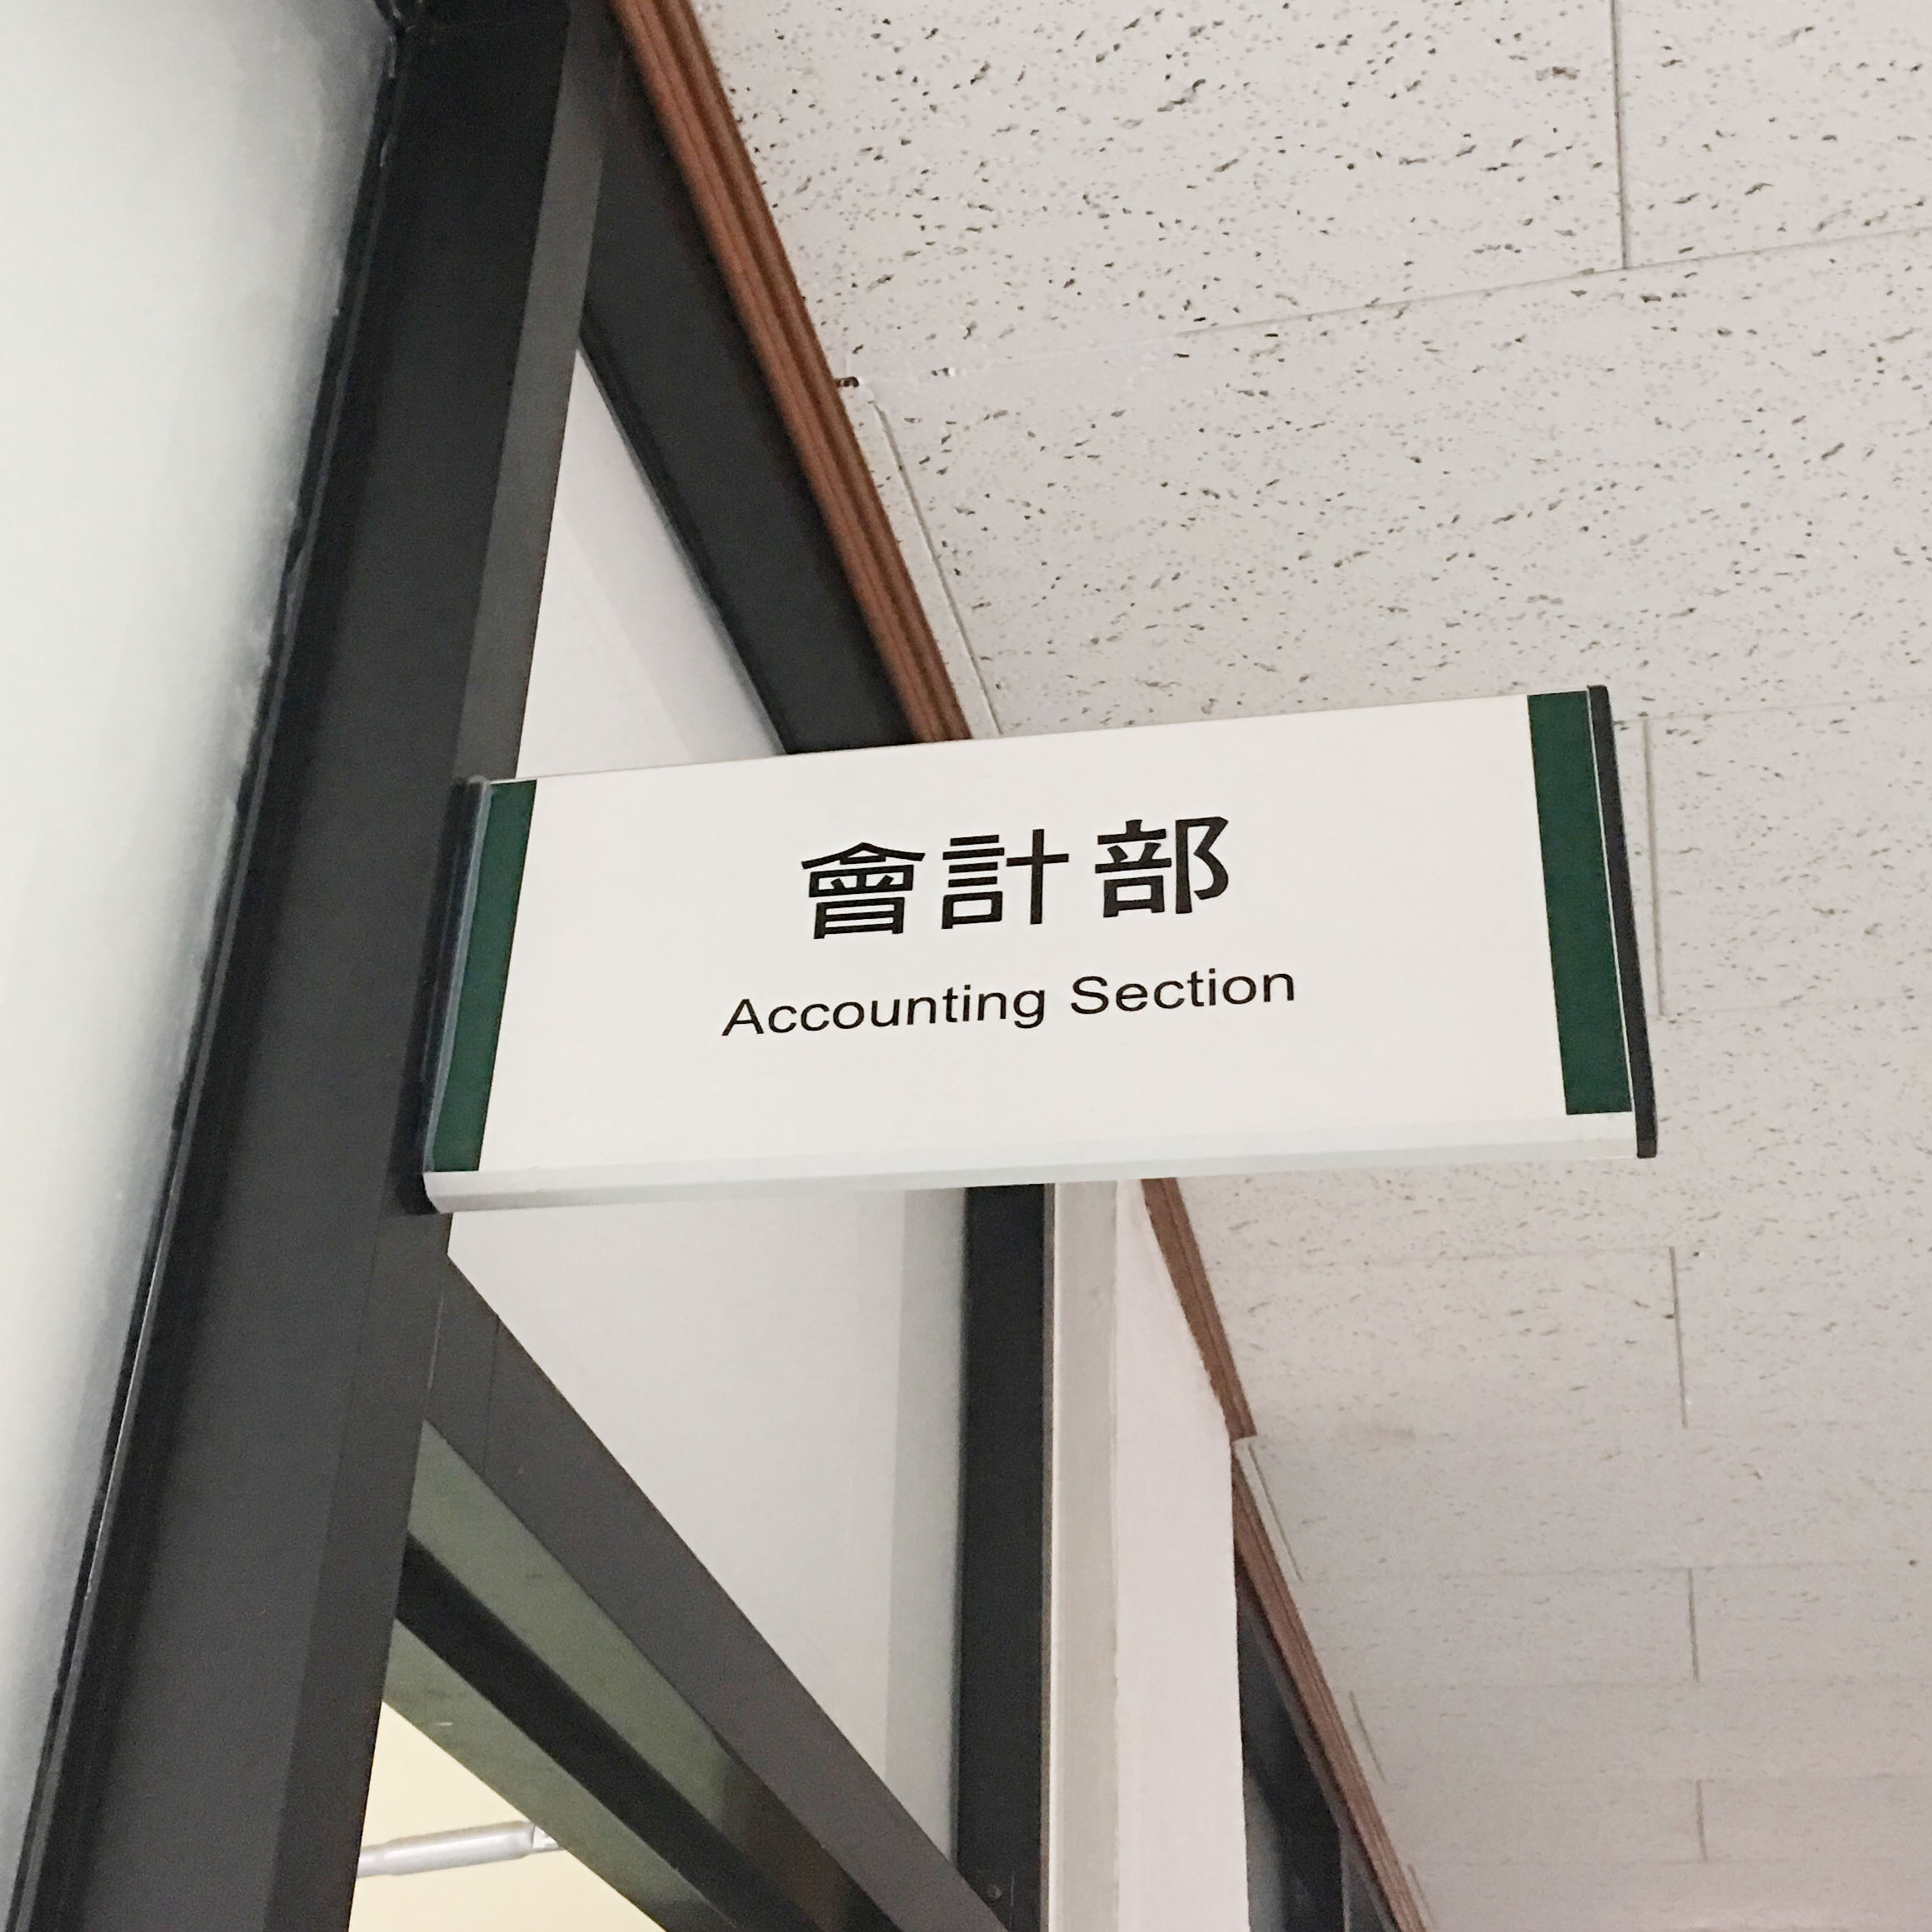 會計部
Accounting Section